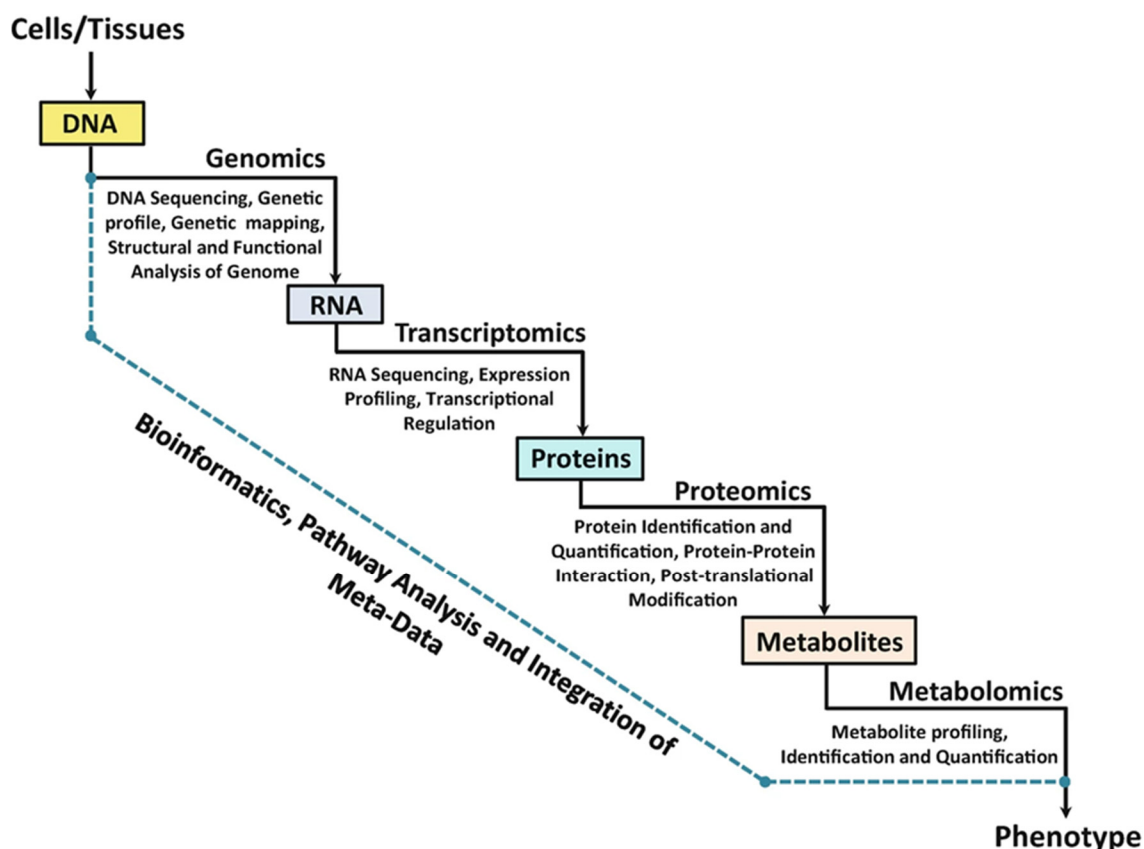 Cells/Tissues
DNA
Genomics
DNA Sequencing, Genetic
profile, Genetic mapping,
Structural and Functional
Analysis of Genome
RNA
Transcriptomics
RNA Sequencing, Expression
Profiling, Transcriptional
Regulation
Proteins
Proteomics
Protein Identification and
Quantification, Protein-Protein
Interaction, Post-translational
Modification
Metabolites
Metabolomics
Metabolite profiling,
Identification and Quantification
Phenotype
Bioinformatics, Pathway Analysis and Integration of
Meta-Data